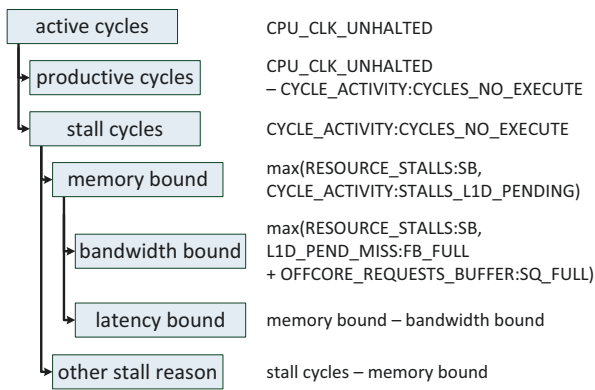 active cycles CPU_CLK_UNHALTED
productive cycles CPU_CLK_UNHALTED
– CYCLE_ACTIVITY:CYCLES_NO_EXECUTE
stall cycles CYCLE_ACTIVITY:CYCLES_NO_EXECUTE
memory bound max(RESOURCE_STALLS:SB,
CYCLE_ACTIVITY:STALLS_L1D_PENDING)
bandwidth bound max(RESOURCE_STALLS:SB,
L1D_PEND_MISS:FB_FULL
+ OFFCORE_REQUESTS_BUFFER:SQ_FULL)
latency bound memory bound – bandwidth bound
other stall reason stall cycles – memory bound